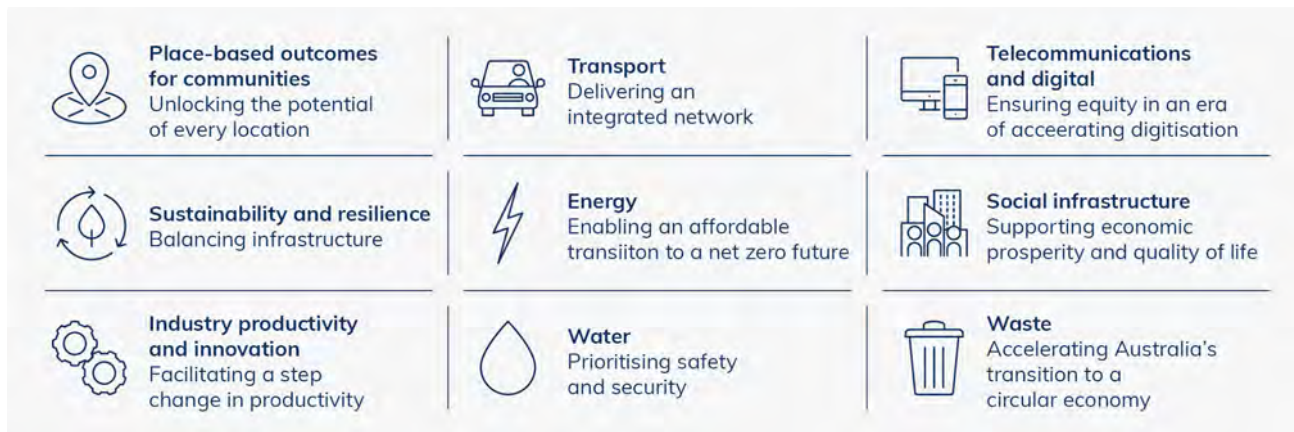 Place-based outcomes
for communities
Unlocking the potential
of every location
Transport
Delivering an
integrated network
Telecommunications
and digital
Ensuring equity in an era
of acceerating digitisation
Sustainability and resilience
Balancing infrastructure
Energy
Enabling an affordable
transiiton to a net zero future
Social infrastructure
Supporting economic
prosperity and quality of life
Industry productivity
and innovation
Facilitating a step
change in productivity
Water
Prioritising safety
and security
Waste
Accelerating Australia’s
transition to a
circular economy